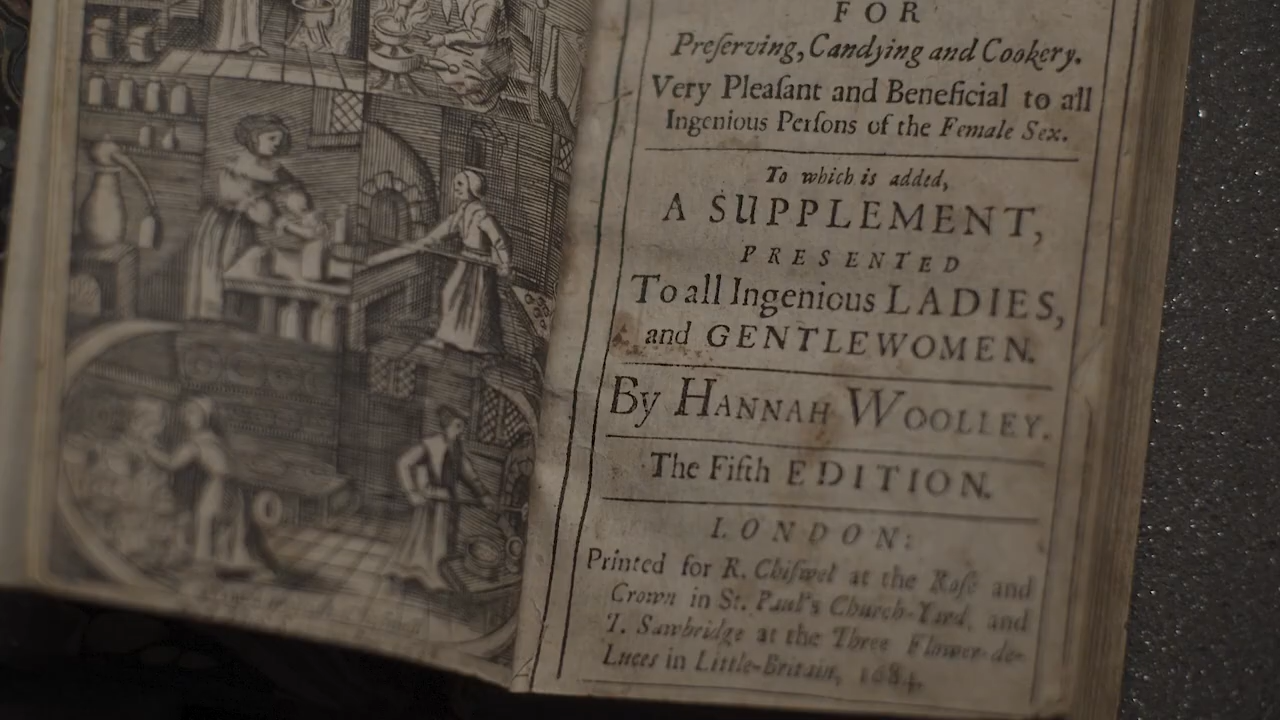 FOR
Preſerving, Candying and Cookery.
Very Pleaſant and Beneficial to all
Ingenious Perſons of the Female Sex.
To which is added,
A SUPPLEMENT,
PRESENTED
To all Ingenious LADIES,
and GENTLEWOMEN.
By HANNAH WOOLLEY.
The Fifth EDITION.
LONDON:
Printed for R. Chiſwel at the Roſe and
Crown in St. Paul's Church-Yard, and
T. Sawbridge at the Three Flower-de-
Luces in Little-Britain, 1684.